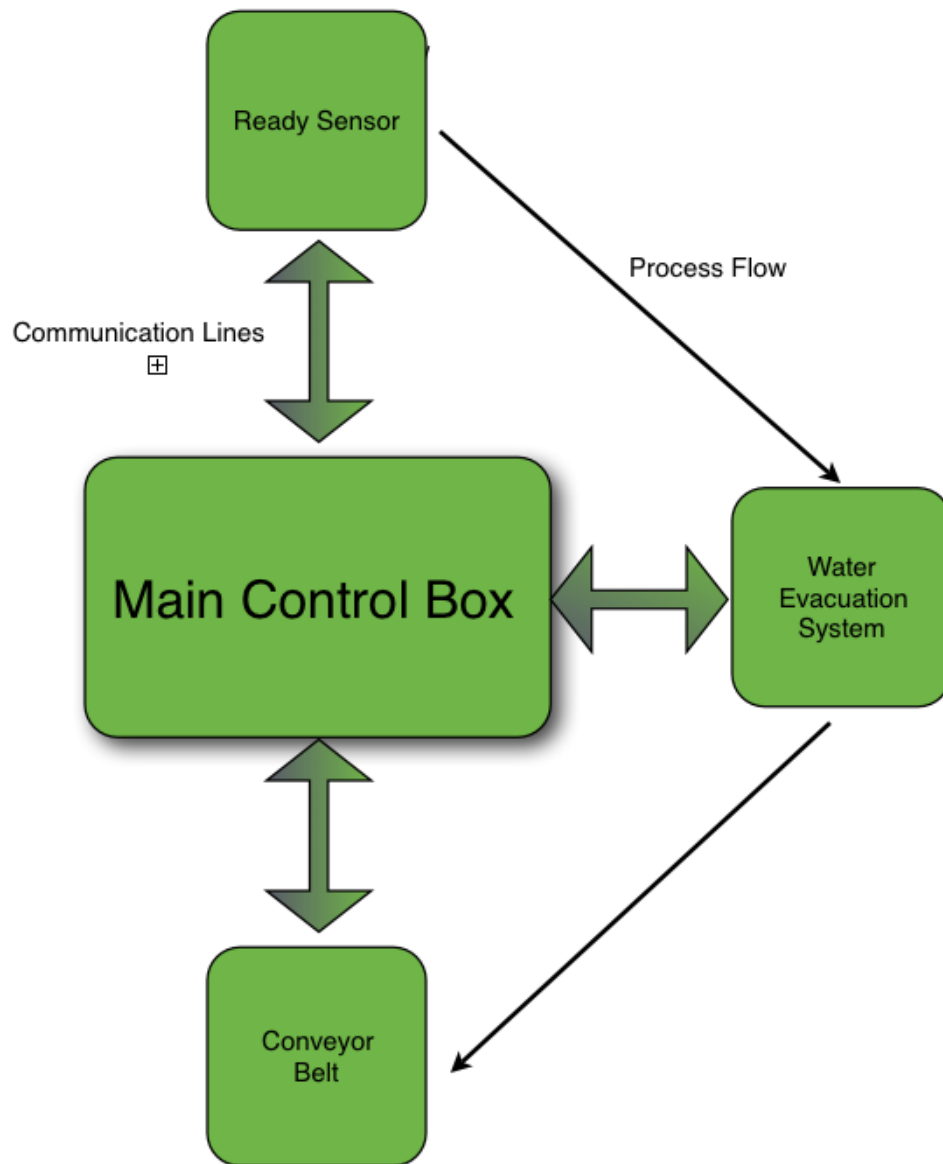 Ready Sensor
Process Flow
Communication Lines
Main Control Box
Water
Evacuation
System
Conveyor
Belt